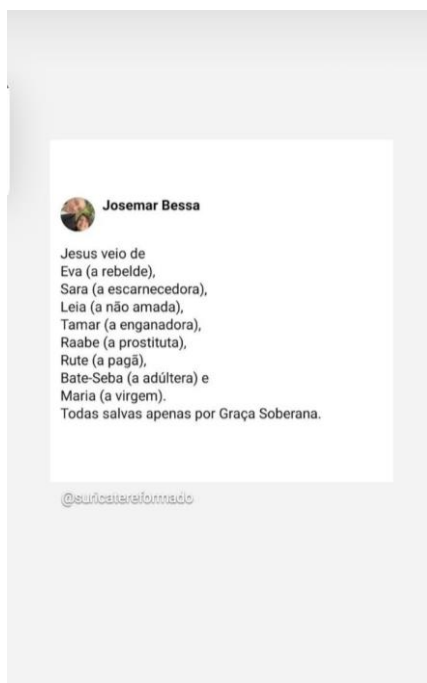 Josemar Bessa
Jesus veio de
Eva (a rebelde),
Sara (a escarnecedora),
Leia (a não amada),
Tamar (a enganadora),
Raabe (a prostituta),
Rute (a pagã),
Bate-Seba (a adúltera) e
Maria (a virgem).
Todas salvas apenas por Graça Soberana.
@suricatereformado